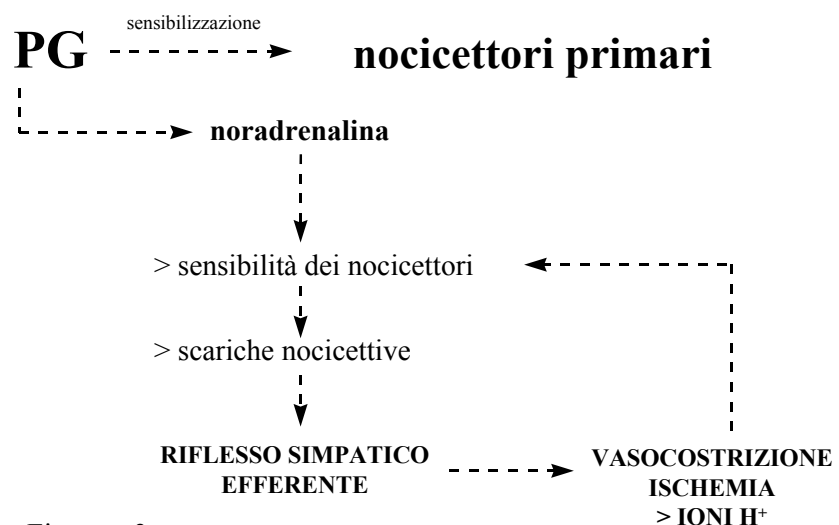 sensibilizzazione
PG nocicettori primari
noradrenalina
> sensibilità dei nocicettori
> scariche nocicettive
RIFLESSO SIMPATICO
EFFERENTE
VASOCOSTRIZIONE
ISCHEMIA
> IONI H⁺